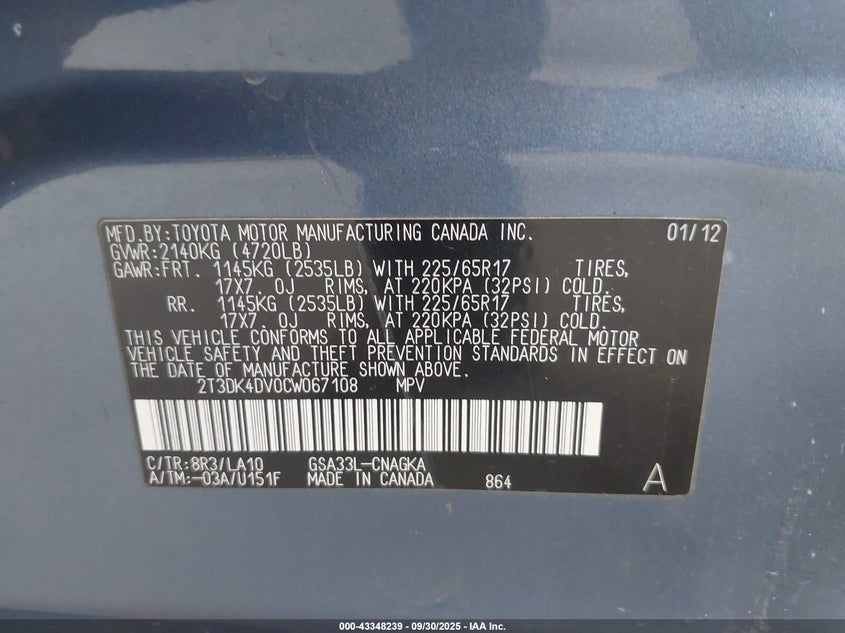 MFD.BY:TOYOTA MOTOR MANUFACTURING CANADA INC. 01/12
GVWR:2140KG (4720LB)
GAWR:FRT. 1145KG (2535LB) WITH 225/65R17 TIRES,
17X7. 0J RIMS, AT 220KPA (32PSI) COLD.
RR. 1145KG (2535LB) WITH 225/65R17 TIRES,
17X7. 0J RIMS, AT 220KPA (32PSI) COLD.
THIS VEHICLE CONFORMS TO ALL APPLICABLE FEDERAL MOTOR
VEHICLE SAFETY AND THEFT PREVENTION STANDARDS IN EFFECT ON
THE DATE OF MANUFACTURE SHOWN ABOVE.
2T3DK4DV0CW067108 MPV
C/TR:8R3/LA10 GSA33L-CNAGKA
A/TM:-03A/U151F MADE IN CANADA 864 A
000-43348239 - 09/30/2025 - IAA Inc.